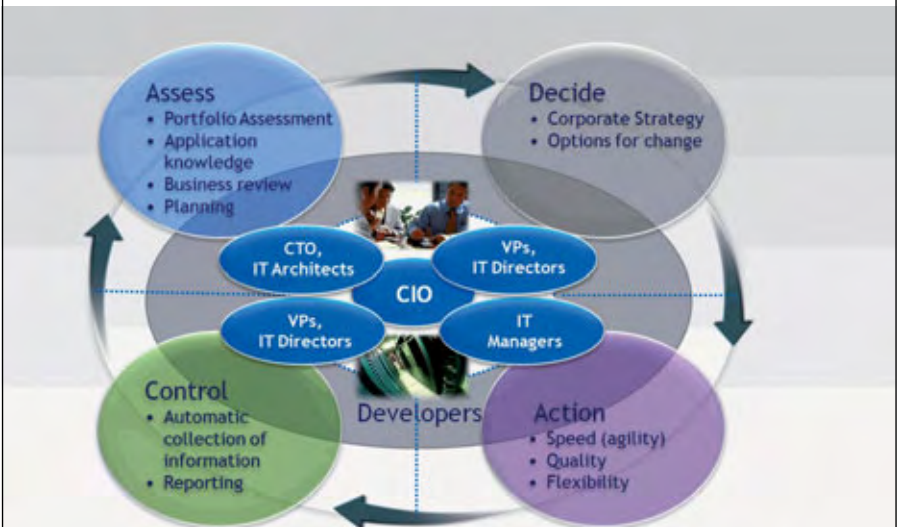 Assess
• Portfolio Assessment
• Application
knowledge
• Business review
• Planning
Decide
• Corporate Strategy
• Options for change
CTO,
IT Architects
VPs,
IT Directors
CIO
VPs,
IT Directors
IT
Managers
Control
• Automatic
collection of
information
• Reporting
Developers
Action
• Speed (agility)
• Quality
• Flexibility